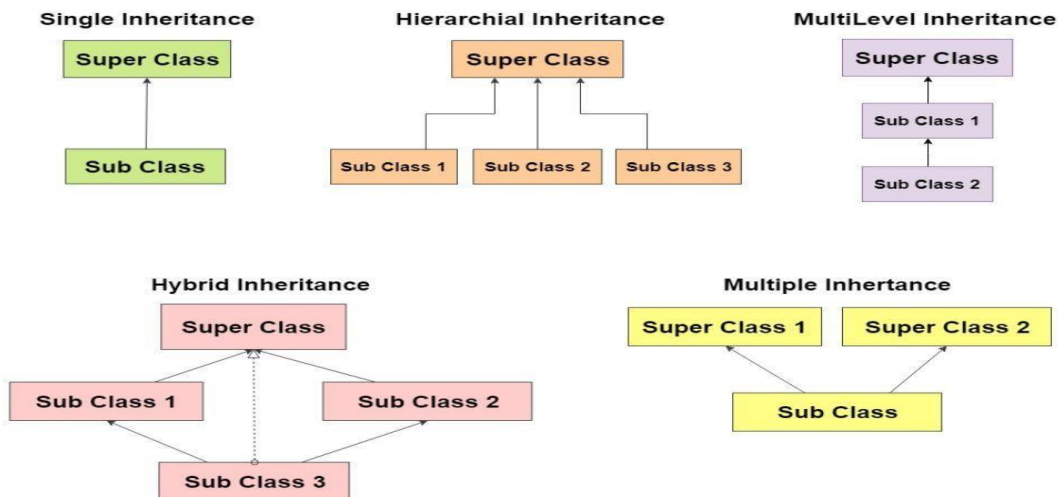 Single Inheritance
Super Class
Sub Class
Hierarchial Inheritance
Super Class
Sub Class 1
Sub Class 2
Sub Class 3
MultiLevel Inheritance
Super Class
Sub Class 1
Sub Class 2
Hybrid Inheritance
Super Class
Sub Class 1
Sub Class 2
Sub Class 3
Multiple Inhertance
Super Class 1
Super Class 2
Sub Class